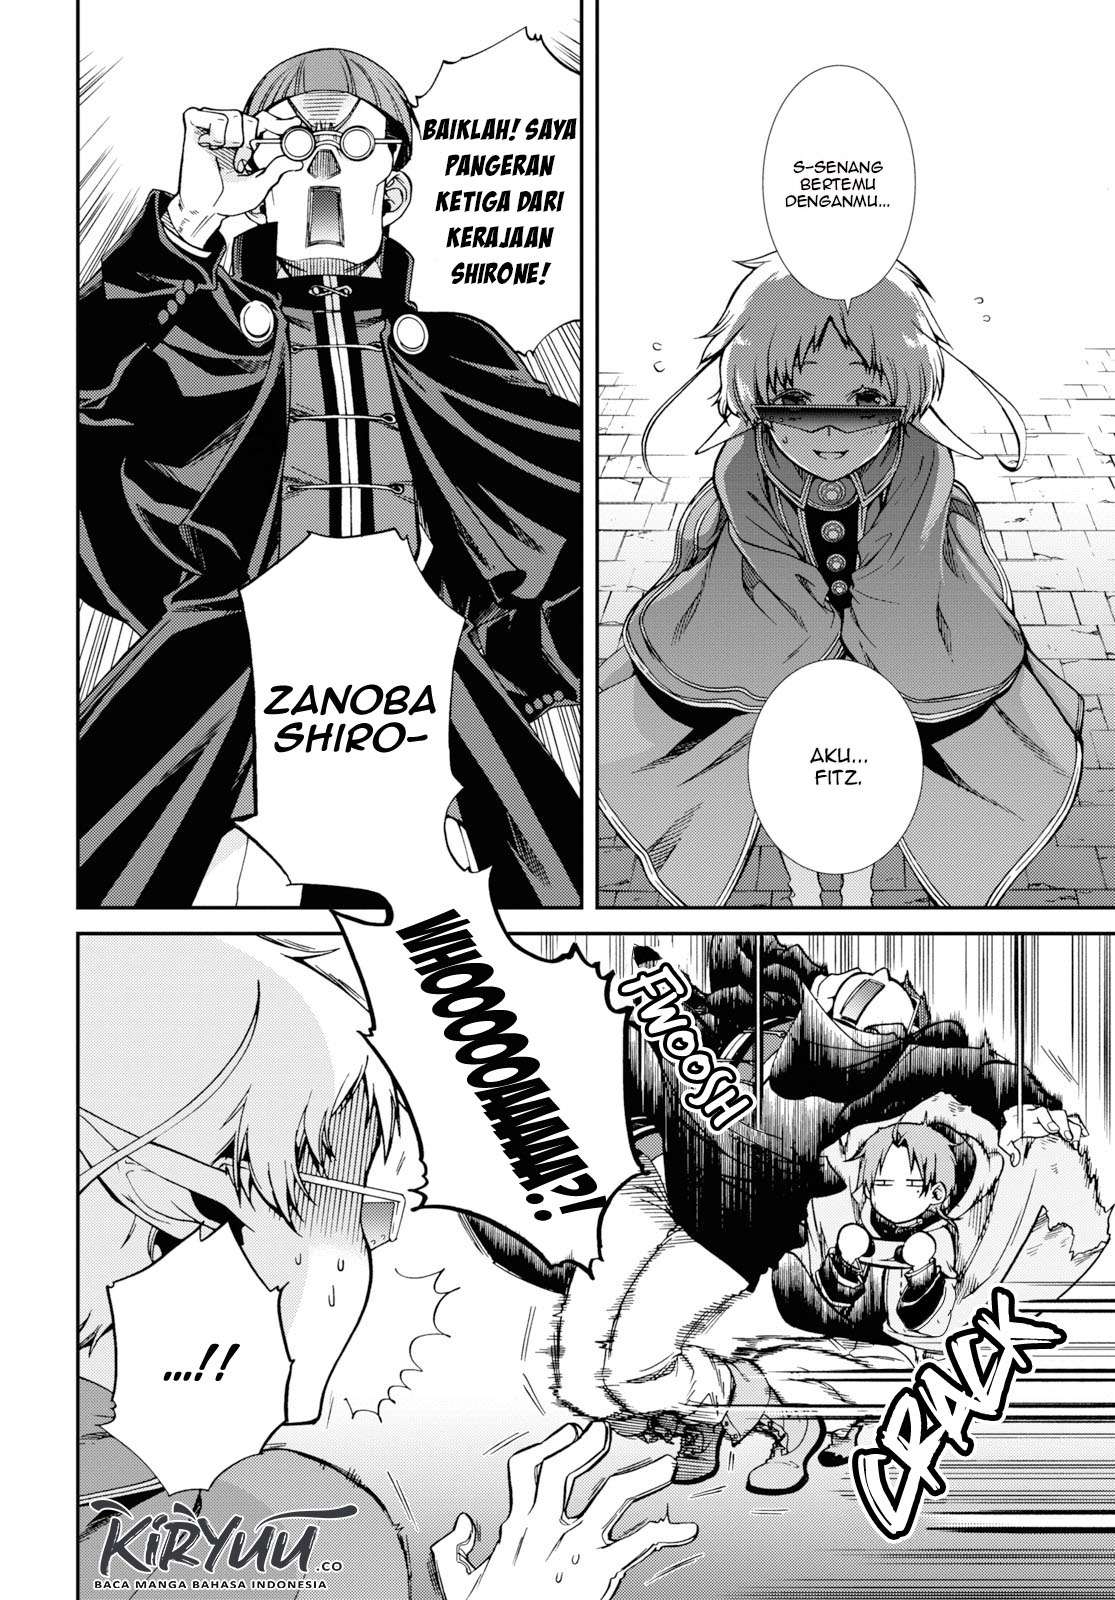 S-SENANG
BERTEMU
DENGANMU...
AKU...
FITZ.
BAIKLAH! SAYA
PANGERAN
KETIGA DARI
KERAJAAN
SHIRONE!
ZANOBA
SHIRO-
WHOOOOOAAAAA?!
FWOOSH
CRACK
...!!
KIRYUU.CO
BACA MANGA BAHASA INDONESIA